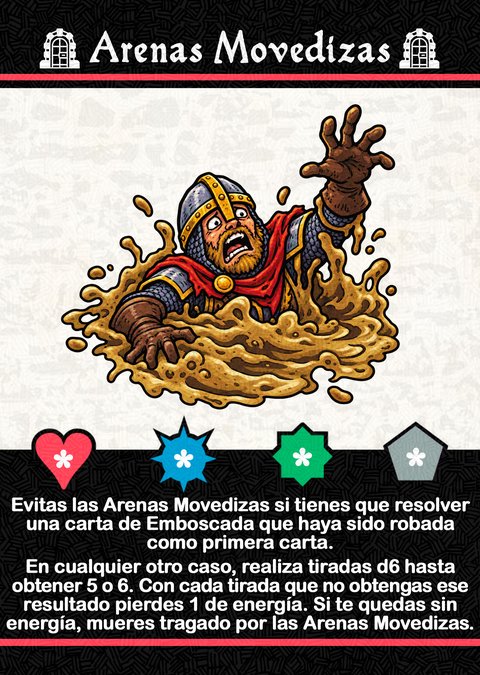 Arenas Movedizas
* * * *
Evitas las Arenas Movedizas si tienes que resolver
una carta de Emboscada que haya sido robada
como primera carta.
En cualquier otro caso, realiza tiradas d6 hasta
obtener 5 o 6. Con cada tirada que no obtengas ese
resultado pierdes 1 de energía. Si te quedas sin
energía, mueres tragado por las Arenas Movedizas.